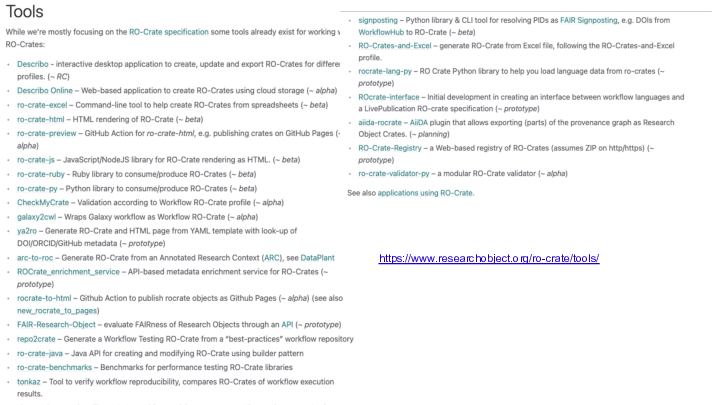 Tools
While we're mostly focusing on the RO-Crate specification some tools already exist for working
RO-Crates:
Describo - interactive desktop application to create, update and export RO-Crates for differe
profiles. (~ RC)
Describo Online – Web-based application to create RO-Crates using cloud storage (~ alpha)
ro-crate-excel – Command-line tool to help create RO-Crates from spreadsheets (~ beta)
ro-crate-html – HTML rendering of RO-Crate (~ beta)
ro-crate-preview – GitHub Action for ro-crate-html, e.g. publishing crates on GitHub Pages (~
alpha)
ro-crate-js – JavaScript/NodeJS library for RO-Crate rendering as HTML. (~ beta)
ro-crate-ruby - Ruby library to consume/produce RO-Crates (~ beta)
ro-crate-py – Python library to consume/produce RO-Crates (~ beta)
CheckMyCrate – Validation according to Workflow RO-Crate profile (~ alpha)
galaxy2cwl – Wraps Galaxy workflow as Workflow RO-Crate (~ alpha)
ya2ro – Generate RO-Crate and HTML page from YAML template with look-up of
DOI/ORCID/GitHub metadata (~ prototype)
arc-to-roc – Generate RO-Crate from an Annotated Research Context (ARC), see DataPlant
ROCrate_enrichment_service – API-based metadata enrichment service for RO-Crates (~
prototype)
rocrate-to-html – Github Action to publish rocrate objects as Github Pages (~ alpha) (see also
new_rocrate_to_pages)
FAIR-Research-Object – evaluate FAIRness of Research Objects through an API (~ prototype)
repo2crate – Generate a Workflow Testing RO-Crate from a "best-practices" workflow repository
ro-crate-java – Java API for creating and modifying RO-Crate using builder pattern
ro-crate-benchmarks – Benchmarks for performance testing RO-Crate libraries
tonkaz – Tool to verify workflow reproducibility, compares RO-Crates of workflow execution
results.
signposting – Python library & CLI tool for resolving PIDs as FAIR Signposting, e.g. DOIs from
WorkflowHub to RO-Crate (~ beta)
RO-Crates-and-Excel – generate RO-Crate from Excel file, following the RO-Crates-and-Excel
profile.
rocrate-lang-py – RO Crate Python library to help you load language data from ro-crates (~
prototype)
ROcrate-interface – Initial development in creating an interface between workflow languages and
a LivePublication RO-crate specification (~ prototype)
aiida-rocrate – AiiDA plugin that allows exporting (parts) of the provenance graph as Research
Object Crates. (~ planning)
RO-Crate-Registry – a Web-based registry of RO-Crates (assumes ZIP on http/https) (~
prototype)
ro-crate-validator-py – a modular RO-Crate validator (~ alpha)
See also applications using RO-Crate.
https://www.researchobject.org/ro-crate/tools/